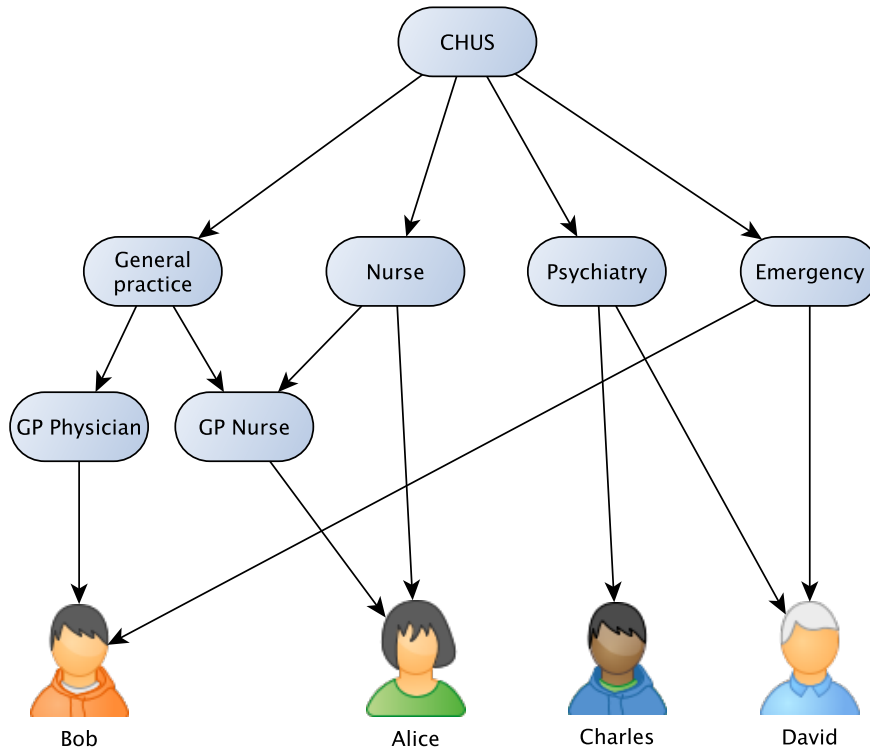 CHUS
General
practice
Nurse
Psychiatry
Emergency
GP Physician
GP Nurse
Bob
Alice
Charles
David